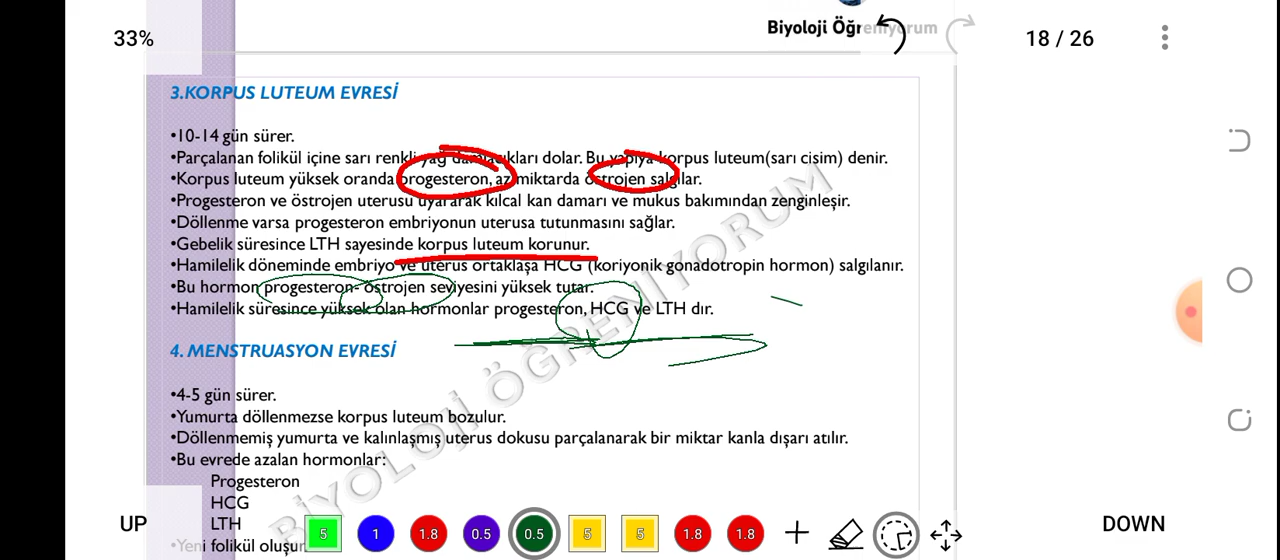 33%
Biyoloji Öğreniyorum
18 / 26
3.KORPUS LUTEUM EVRESİ
•10-14 gün sürer.
•Parçalanan folikül içine sarı renkli yağ damlacıkları dolar. Bu yapıya korpus luteum(sarı cisim) denir.
•Korpus luteum yüksek oranda progesteron, az miktarda östrojen salgılar.
•Progesteron ve östrojen uterusu uyararak kılcal kan damarı ve mukus bakımından zenginleşir.
•Döllenme varsa progesteron embriyonun uterusa tutunmasını sağlar.
•Gebelik süresince LTH sayesinde korpus luteum korunur.
•Hamilelik döneminde embriyo ve uterus ortaklaşa HCG (koriyonik gonadotropin hormon) salgılanır.
•Bu hormon progesteron- östrojen seviyesini yüksek tutar.
•Hamilelik süresince yüksek olan hormonlar progesteron, HCG ve LTH dır.
4. MENSTRUASYON EVRESİ
•4-5 gün sürer.
•Yumurta döllenmezse korpus luteum bozulur.
•Döllenmemiş yumurta ve kalınlaşmış uterus dokusu parçalanarak bir miktar kanla dışarı atılır.
•Bu evrede azalan hormonlar:
Progesteron
HCG
LTH
•Yeni folikül oluşur
BİYOLOJİ ÖĞRENİYORUM
UP
5 1 1.8 0.5 0.5 5 5 1.8 1.8
DOWN